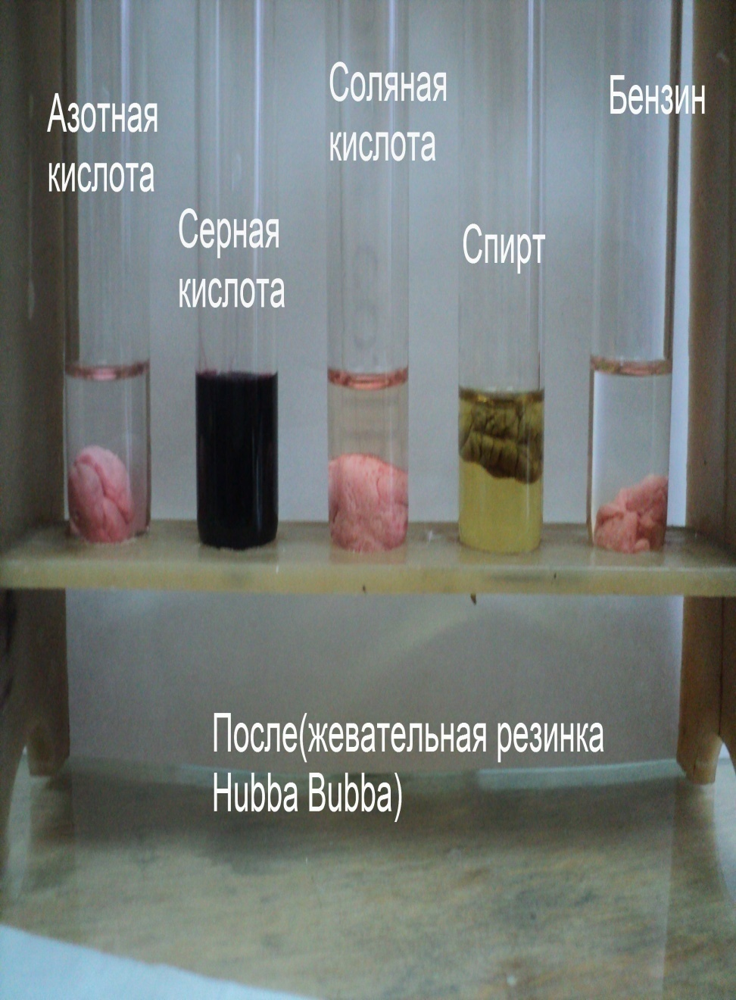 Азотная
кислота
Серная
кислота
Соляная
кислота
Спирт
Бензин
После(жевательная резинка
Hubba Bubba)